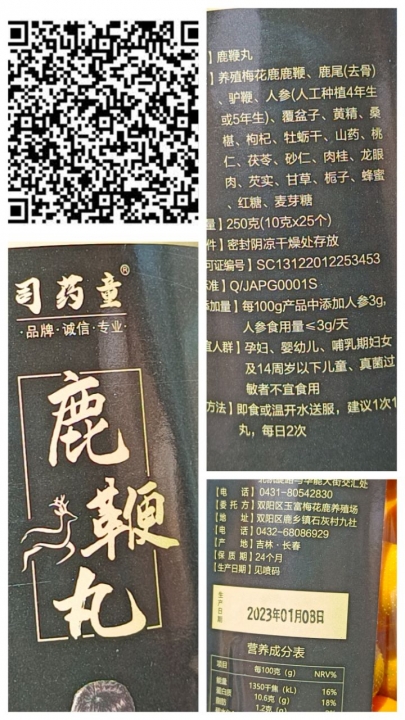 司药童®
·品牌·诚信·专业·
鹿
鞭
丸
】鹿鞭丸
】养殖梅花鹿鹿鞭、鹿尾(去骨)
、驴鞭、人参(人工种植4年生
或5年生)、覆盆子、黄精、桑
椹、枸杞、牡蛎干、山药、桃
仁、茯苓、砂仁、肉桂、龙眼
肉、芡实、甘草、栀子、蜂蜜
、红糖、麦芽糖
量】250克(10克x25个)
件】密封阴凉干燥处存放
可证编号】SC13122012253453
准】Q/JAPG0001S
添加量】每100g产品中添加人参3g,
人参食用量≤3g/天
宜人群】孕妇、婴幼儿、哺乳期妇女
及14周岁以下儿童、真菌过
敏者不宜食用
方法】即食或温开水送服，建议1次1
丸，每日2次
【电 话】0431-80542830
【委 托 方】双阳区玉富梅花鹿养殖场
【地 址】双阳区鹿乡镇石灰村九社
【电 话】0432-68086929
【产 地】吉林·长春
【保 质 期】24个月
【生产日期】见喷码
生产日期
2023年01月03日
营养成分表
项目 每100克(g) NRV%
能量 1350千焦(kL) 16%
蛋白质 10.6克(g) 18%
脂肪 1.2克(g)